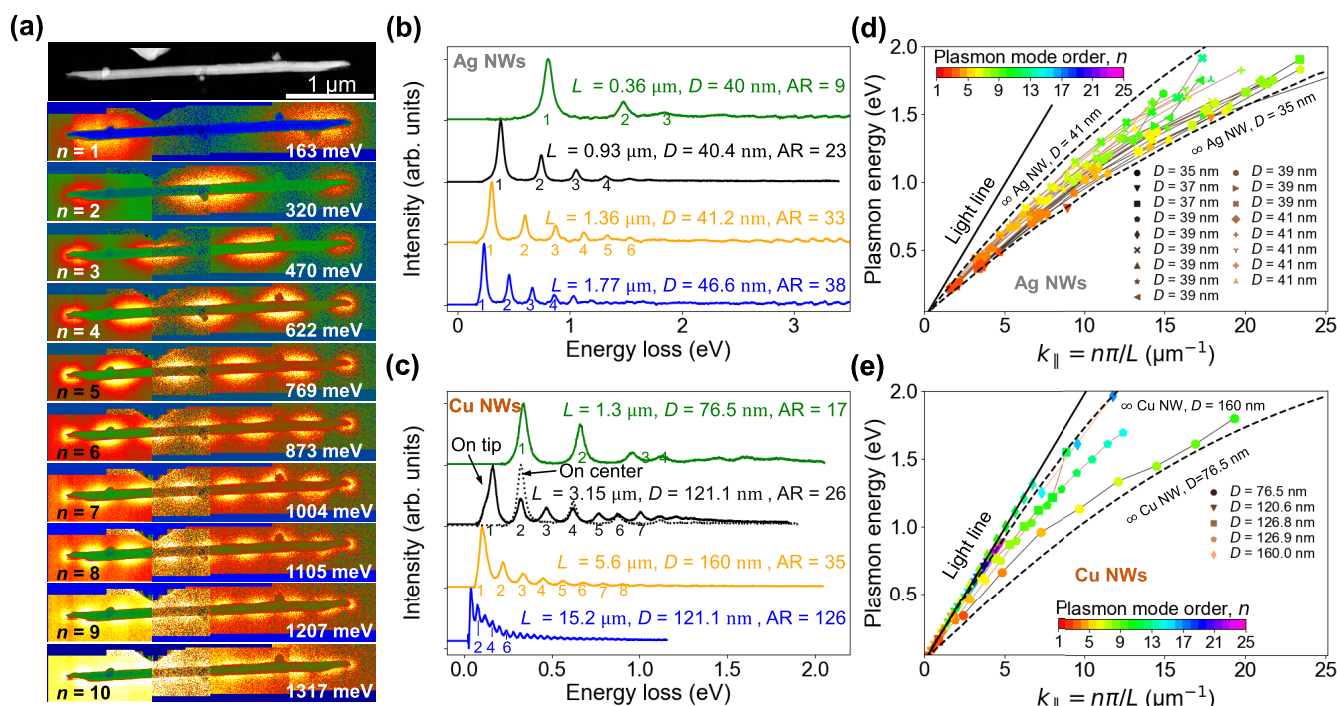 (a)
1 μm
n = 1
163 meV
n = 2
320 meV
n = 3
470 meV
n = 4
622 meV
n = 5
769 meV
n = 6
873 meV
n = 7
1004 meV
n = 8
1105 meV
n = 9
1207 meV
n = 10
1317 meV
(b)
Ag NWs
L = 0.36 μm, D = 40 nm, AR = 9
1 2 3
L = 0.93 μm, D = 40.4 nm, AR = 23
1 2 3 4
L = 1.36 μm, D = 41.2 nm, AR = 33
1 2 3 4 5 6
L = 1.77 μm, D = 46.6 nm, AR = 38
1 2 3 4
Intensity (arb. units)
0 1 2 3
Energy loss (eV)
(c)
Cu NWs
L = 1.3 μm, D = 76.5 nm, AR = 17
1 2 3 4
On tip
On center
L = 3.15 μm, D = 121.1 nm , AR = 26
1 2 3 4 5 6 7
L = 5.6 μm, D = 160 nm, AR = 35
1 2 3 4 5 6 7 8
L = 15.2 μm, D = 121.1 nm , AR = 126
2 4 6
Intensity (arb. units)
0.0 0.5 1.0 1.5 2.0
Energy loss (eV)
(d)
Plasmon mode order, n
1 5 9 13 17 21 25
Light line
∞ Ag NW, D = 41 nm
∞ Ag NW, D = 35 nm
D = 35 nm
D = 37 nm
D = 37 nm
D = 39 nm
D = 39 nm
D = 39 nm
D = 39 nm
D = 39 nm
D = 39 nm
D = 39 nm
D = 39 nm
D = 39 nm
D = 41 nm
D = 41 nm
D = 41 nm
D = 41 nm
Ag NWs
Plasmon energy (eV)
2.0
1.5
1.0
0.5
0 5 10 15 20 25
k∥ = nπ/L (μm⁻¹)
(e)
Light line
∞ Cu NW, D = 160 nm
∞ Cu NW, D=76.5 nm
D = 76.5 nm
D = 120.6 nm
D = 126.8 nm
D = 126.9 nm
D = 160.0 nm
Cu NWs
Plasmon mode order, n
1 5 9 13 17 21 25
Plasmon energy (eV)
2.0
1.5
1.0
0.5
0 5 10 15 20 25
k∥ = nπ/L (μm⁻¹)